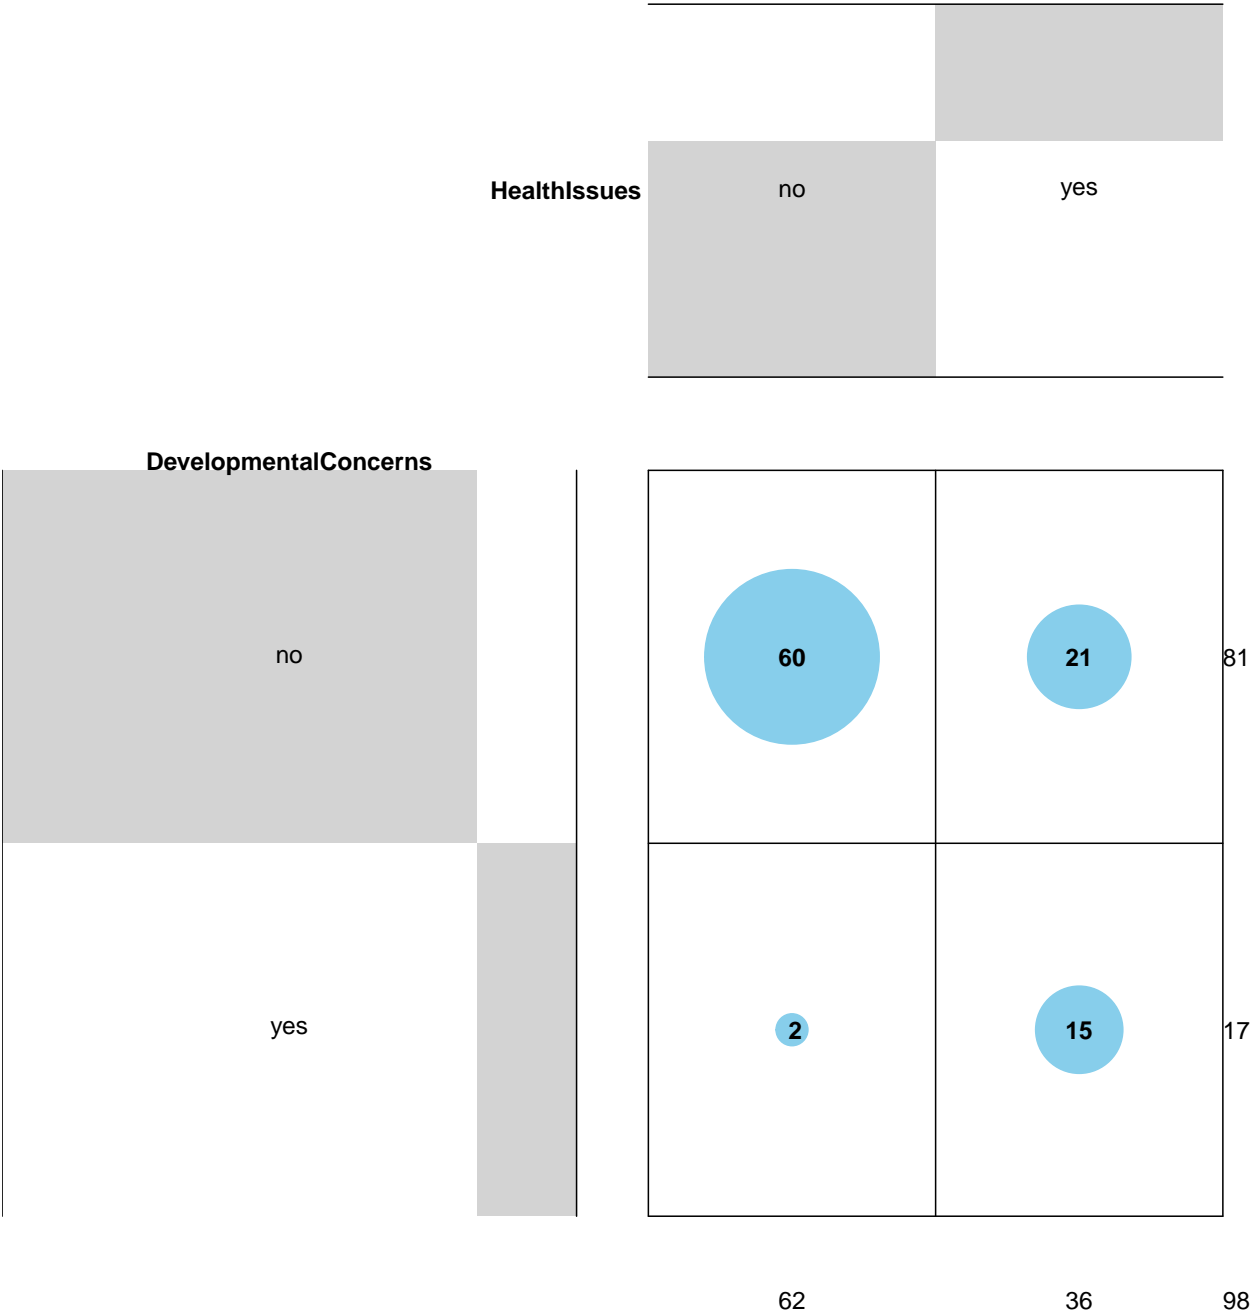 HealthIssues no yes
DevelopmentalConcerns
no 60 21 81
yes 2 15 17
62 36 98